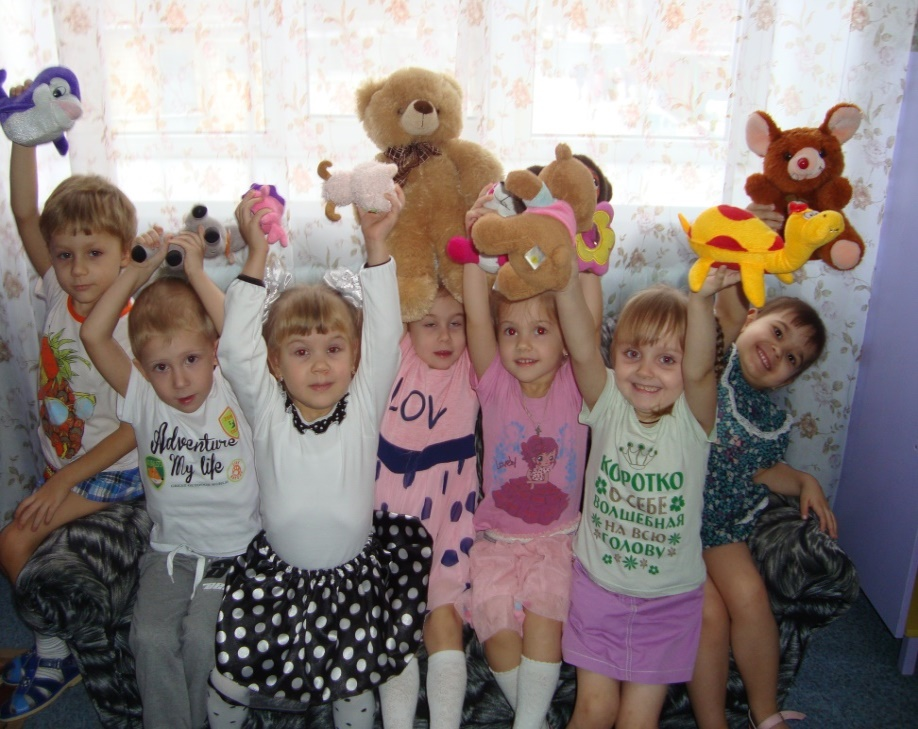 Adventure
My life
LOV
КОРОТКО
О СЕБЕ
ВОЛШЕБНАЯ
НА ВСЮ
ГОЛОВУ